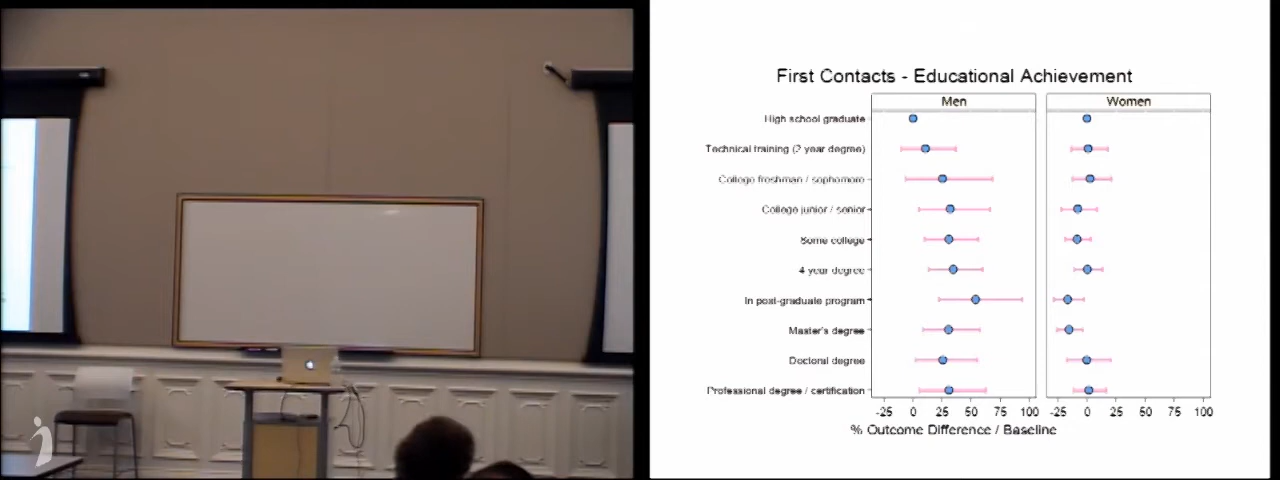 First Contacts - Educational Achievement
Men Women
High school graduate
Technical training (2 year degree)
College freshman / sophomore
College junior / senior
Some college
4 year degree
In post-graduate program
Master's degree
Doctoral degree
Professional degree / certification
-25 0 25 50 75 100 -25 0 25 50 75 100
% Outcome Difference / Baseline